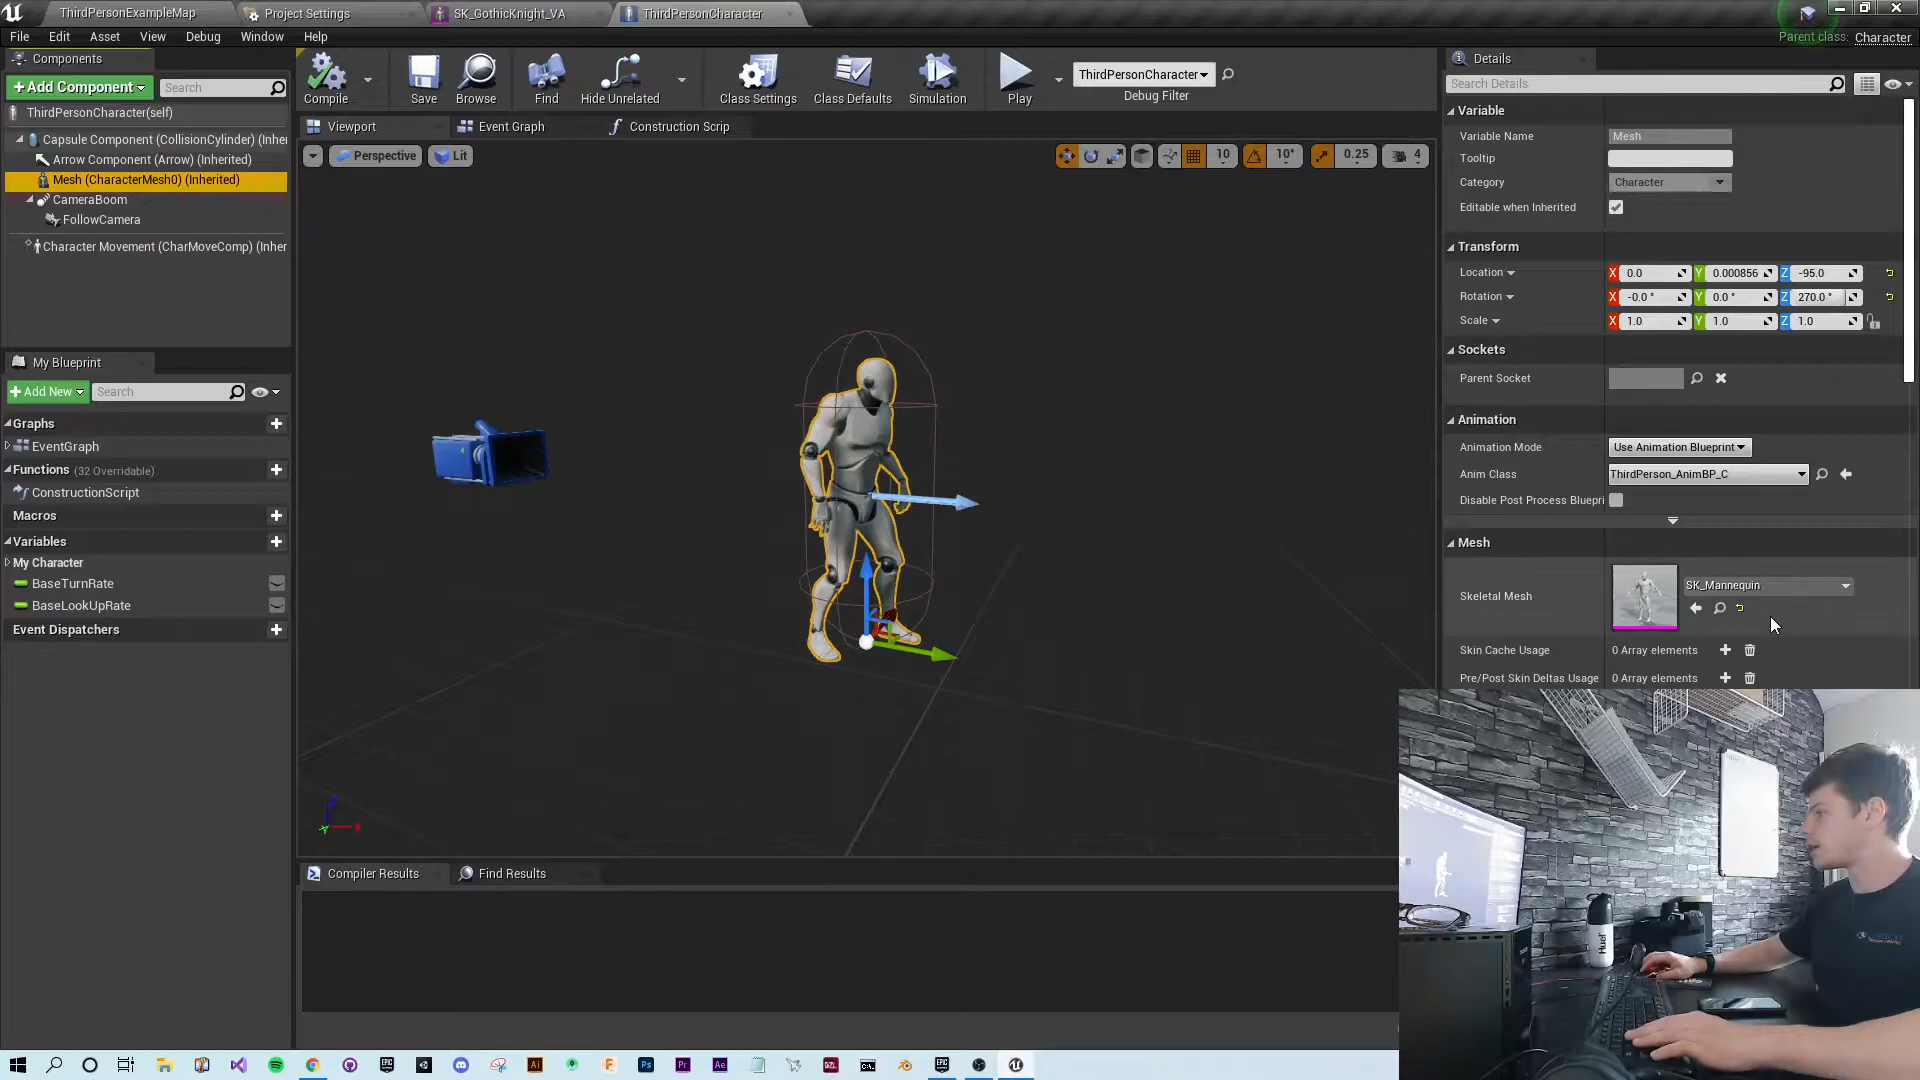 ThirdPersonExampleMap
Project Settings
SK_GothicKnight_VA
ThirdPersonCharacter
File Edit Asset View Debug Window Help
Parent class: Character
Components
+Add Component
Search
ThirdPersonCharacter(self)
Capsule Component (CollisionCylinder) (Inher
Arrow Component (Arrow) (Inherited)
Mesh (CharacterMesh0) (Inherited)
CameraBoom
FollowCamera
Character Movement (CharMoveComp) (Inher
Compile
Save
Browse
Find
Hide Unrelated
Class Settings
Class Defaults
Simulation
Play
ThirdPersonCharacter
Debug Filter
Viewport
Event Graph
Construction Scrip
Perspective
Lit
10
10°
0.25
4
My Blueprint
+Add New
Search
Graphs
EventGraph
Functions (32 Overridable)
ConstructionScript
Macros
Variables
My Character
BaseTurnRate
BaseLookUpRate
Event Dispatchers
Compiler Results
Find Results
Details
Search Details
Variable
Variable Name Mesh
Tooltip
Category Character
Editable when Inherited
Transform
Location X 0.0 Y 0.000856 Z -95.0
Rotation X -0.0 ° Y 0.0 ° Z 270.0 °
Scale X 1.0 Y 1.0 Z 1.0
Sockets
Parent Socket
Animation
Animation Mode Use Animation Blueprint
Anim Class ThirdPerson_AnimBP_C
Disable Post Process Bluepri
Mesh
Skeletal Mesh SK_Mannequin
Skin Cache Usage 0 Array elements
Pre/Post Skin Deltas Usage 0 Array elements
Huel